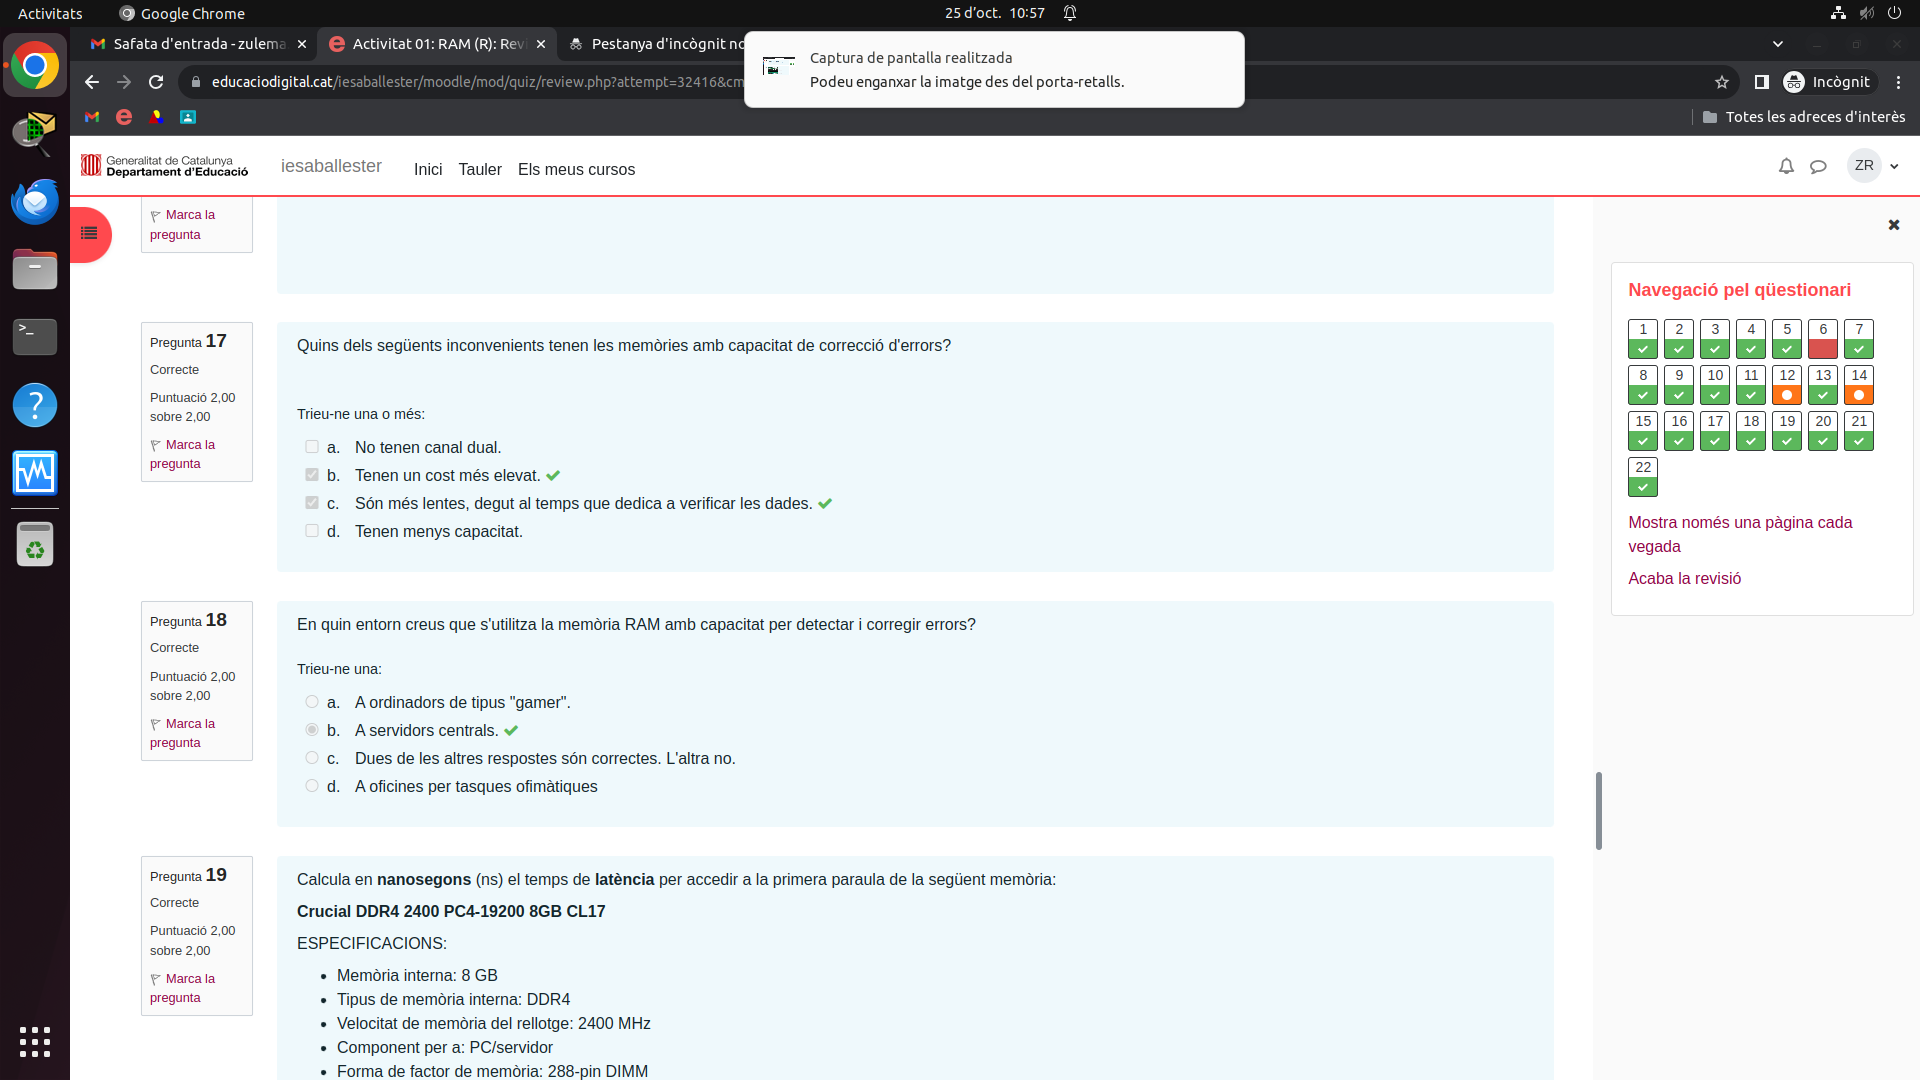 Activitats
Google Chrome
25 d'oct. 10:57
Safata d'entrada - zulema
Activitat 01: RAM (R): Rev
Pestanya d'incògnit no
Captura de pantalla realitzada
Podeu enganxar la imatge des del porta-retalls.
educaciodigital.cat/iesaballester/moodle/mod/quiz/review.php?attempt=32416&cm
Incògnit
Totes les adreces d'interès
Generalitat de Catalunya
Departament d'Educació
iesaballester
Inici
Tauler
Els meus cursos
ZR
Marca la
pregunta
Pregunta 17
Correcte
Puntuació 2,00
sobre 2,00
Marca la
pregunta
Quins dels següents inconvenients tenen les memòries amb capacitat de correcció d'errors?
Trieu-ne una o més:
a. No tenen canal dual.
b. Tenen un cost més elevat.
c. Són més lentes, degut al temps que dedica a verificar les dades.
d. Tenen menys capacitat.
Pregunta 18
Correcte
Puntuació 2,00
sobre 2,00
Marca la
pregunta
En quin entorn creus que s'utilitza la memòria RAM amb capacitat per detectar i corregir errors?
Trieu-ne una:
a. A ordinadors de tipus "gamer".
b. A servidors centrals.
c. Dues de les altres respostes són correctes. L'altra no.
d. A oficines per tasques ofimàtiques
Pregunta 19
Correcte
Puntuació 2,00
sobre 2,00
Marca la
pregunta
Calcula en nanosegons (ns) el temps de latència per accedir a la primera paraula de la següent memòria:
Crucial DDR4 2400 PC4-19200 8GB CL17
ESPECIFICACIONS:
• Memòria interna: 8 GB
• Tipus de memòria interna: DDR4
• Velocitat de memòria del rellotge: 2400 MHz
• Component per a: PC/servidor
• Forma de factor de memòria: 288-pin DIMM
Navegació pel qüestionari
1 2 3 4 5 6 7
8 9 10 11 12 13 14
15 16 17 18 19 20 21
22
Mostra només una pàgina cada
vegada
Acaba la revisió